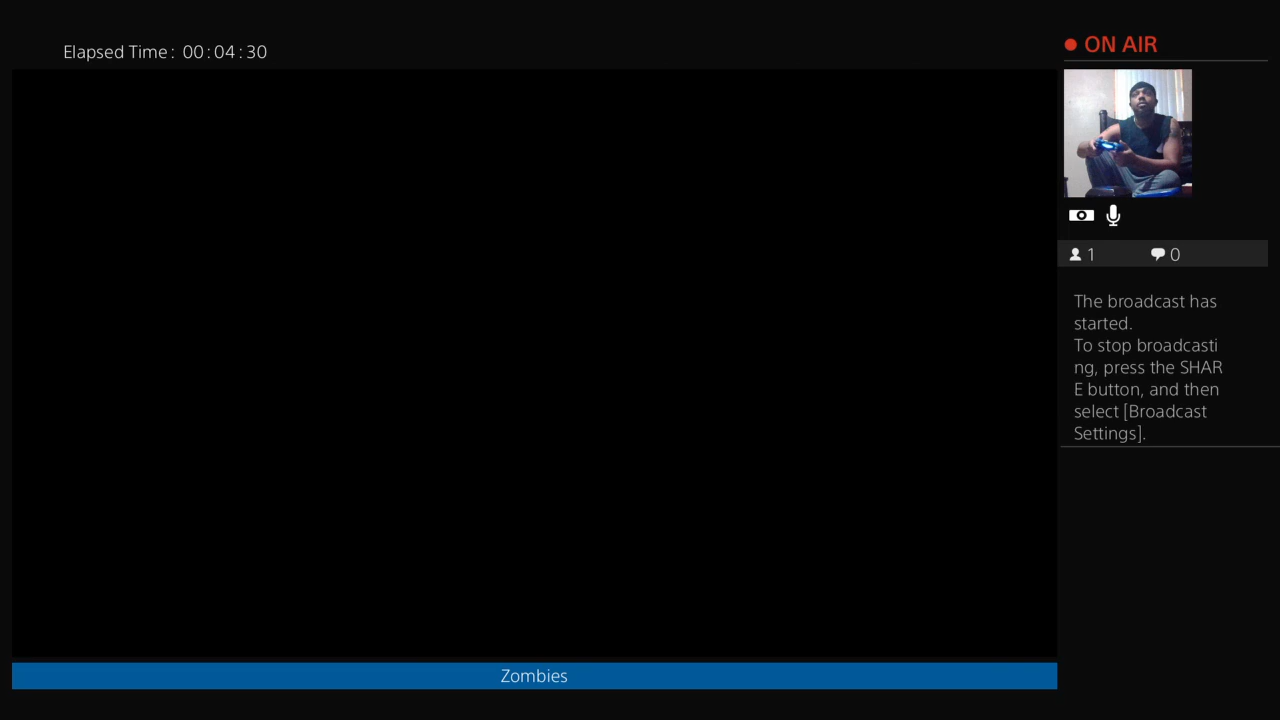 Elapsed Time: 00:04:30
ON AIR
1 0
The broadcast has
started.
To stop broadcasti
ng, press the SHAR
E button, and then
select [Broadcast
Settings].
Zombies